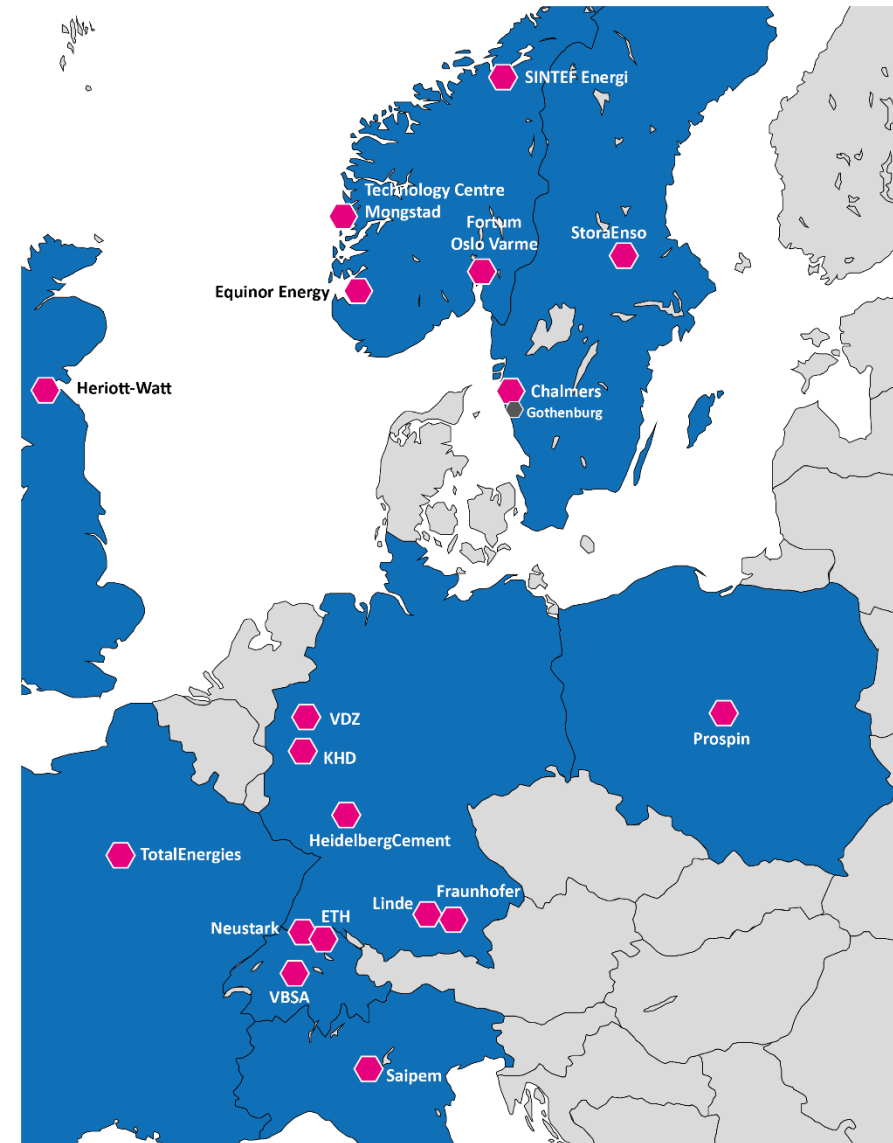 SINTEF Energi
Technology Centre
Mongstad
Fortum
Oslo Varme
StoraEnso
Equinor Energy
Heriott-Watt
Chalmers
Gothenburg
VDZ
Prospin
KHD
HeidelbergCement
TotalEnergies
Fraunhofer
Linde
ETH
Neustark
VBSA
Saipem